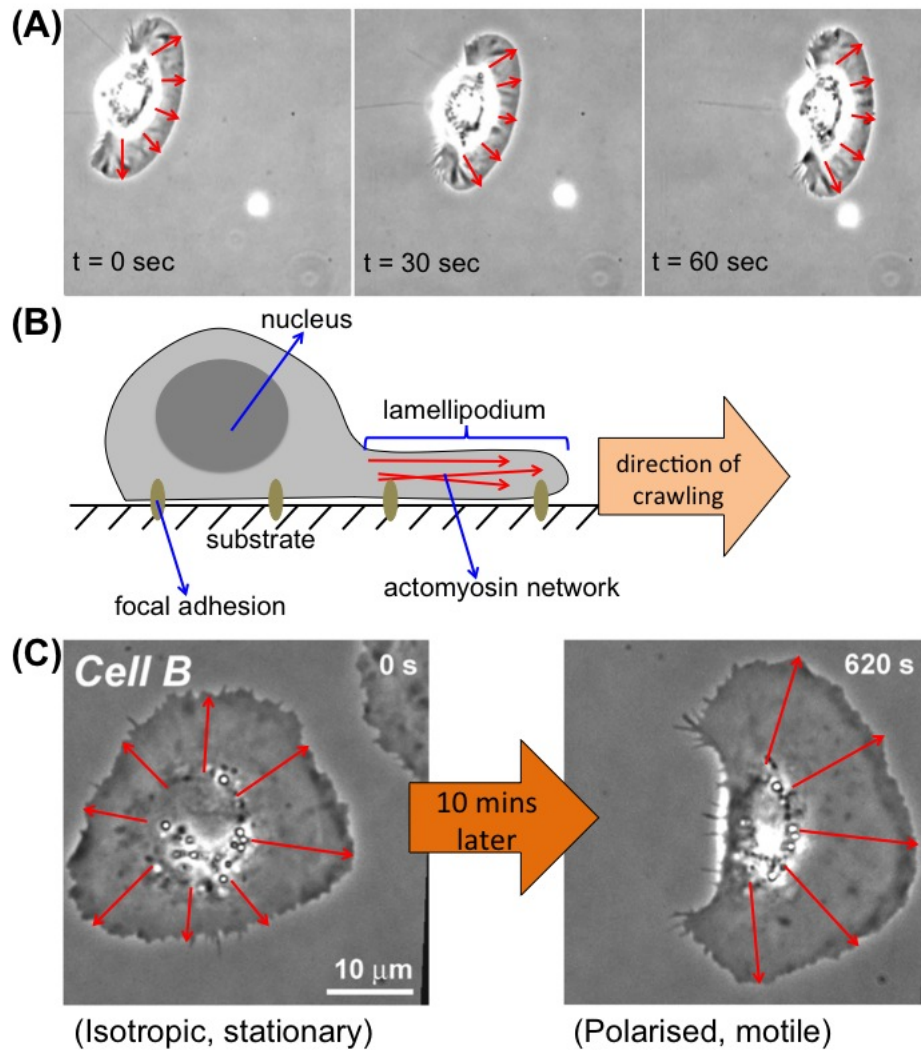 (A)
t = 0 sec
t = 30 sec
t = 60 sec
(B)
nucleus
lamellipodium
direction of
crawling
substrate
focal adhesion
actomyosin network
(C)
Cell B
0 s
10 μm
10 mins
later
620 s
(Isotropic, stationary)
(Polarised, motile)